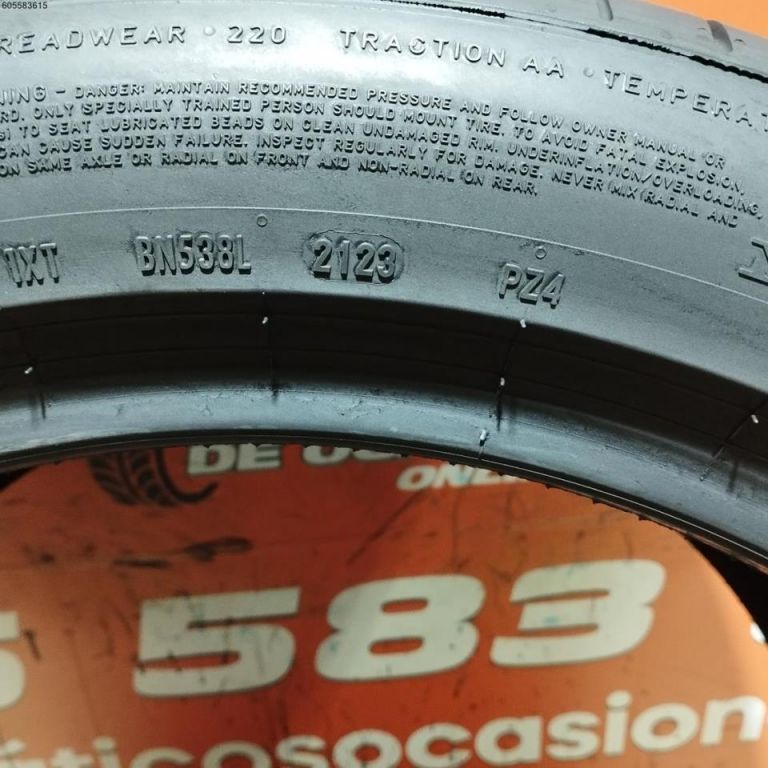 605583615
READWEAR · 220 TRACTION AA · TEMPERAT
NING - DANGER: MAINTAIN RECOMMENDED PRESSURE AND FOLLOW OWNER MANUAL OR
RD. ONLY SPECIALLY TRAINED PERSON SHOULD MOUNT TIRE. TO AVOID FATAL EXPLOSION,
SI TO SEAT LUBRICATED BEADS ON CLEAN UNDAMAGED RIM. UNDERINFLATION/OVERLOADING,
CAN CAUSE SUDDEN FAILURE. INSPECT REGULARLY FOR DAMAGE. NEVER MIX RADIAL AND
ON SAME AXLE OR RADIAL ON FRONT AND NON-RADIAL ON REAR.
1XT BN538L 2123 PZ4
DE
583
ticosocasion